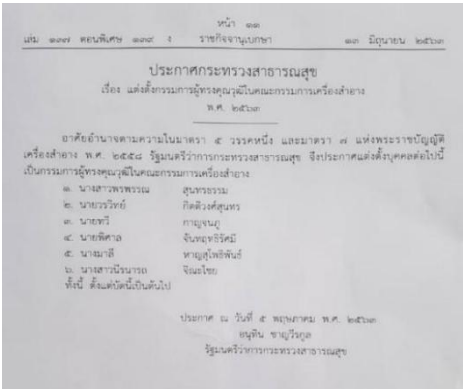 หน้า ๑๑
เล่ม ๑๓๗ ตอนพิเศษ ๑๓๙ ง ราชกิจจานุเบกษา ๑๓ มิถุนายน ๒๕๖๓
ประกาศกระทรวงสาธารณสุข
เรื่อง แต่งตั้งกรรมการผู้ทรงคุณวุฒิในคณะกรรมการเครื่องสำอาง
พ.ศ. ๒๕๖๓
อาศัยอำนาจตามความในมาตรา ๕ วรรคหนึ่ง และมาตรา ๗ แห่งพระราชบัญญัติ
เครื่องสำอาง พ.ศ. ๒๕๕๘ รัฐมนตรีว่าการกระทรวงสาธารณสุข จึงประกาศแต่งตั้งบุคคลต่อไปนี้
เป็นกรรมการผู้ทรงคุณวุฒิในคณะกรรมการเครื่องสำอาง
๑. นางสาวพรพรรณ สุนทรธรรม
๒. นายวรวิทย์ กิตติวงศ์สุนทร
๓. นายทวี กาญจนภู
๔. นายพิศาล จันทฤทธิรัศมี
๕. นางมาลี หาญสุโพธิพันธ์
๖. นางสาวนีรนารถ จิณะไชย
ทั้งนี้ ตั้งแต่บัดนี้เป็นต้นไป
ประกาศ ณ วันที่ ๕ พฤษภาคม พ.ศ. ๒๕๖๓
อนุทิน ชาญวีรกูล
รัฐมนตรีว่าการกระทรวงสาธารณสุข